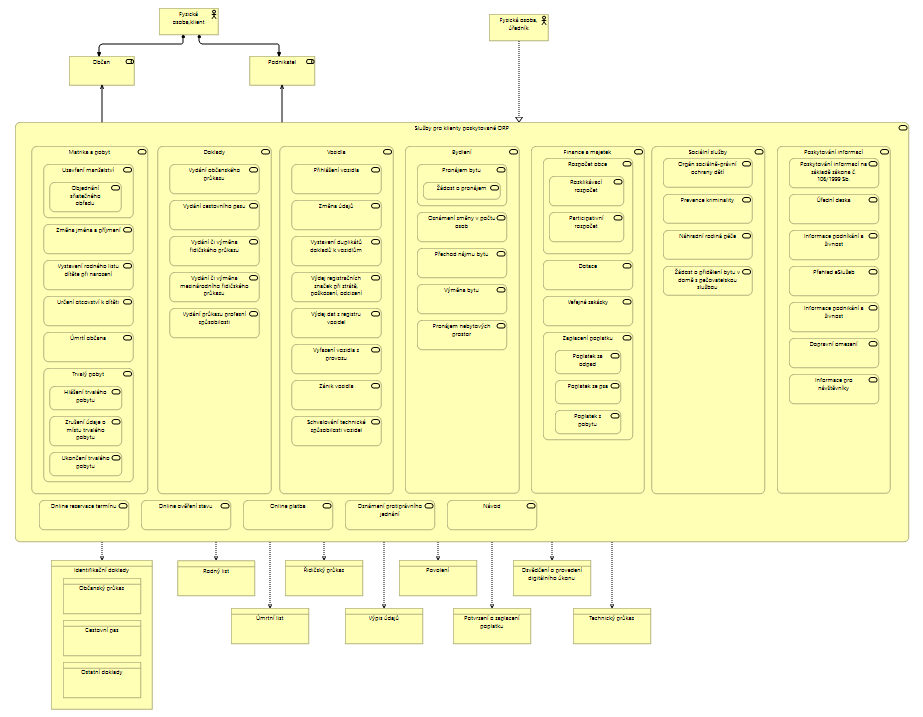 Fyzická
osoba,klient
Fyzická osoba,
úředník
Občan
Podnikatel
Služby pro klienty poskytované ORP
Matrika a pobyt
Uzavření manželství
Objednání
sňatečného
obřadu
Změna jména a příjmení
Vystavení rodného listu
dítěte při narození
Určení otcovství k dítěti
Úmrtí občana
Trvalý pobyt
Hlášení trvalého
pobytu
Zrušení údaje o
místu trvalého
pobytu
Ukončení trvalého
pobytu
Doklady
Vydání občanského
průkazu
Vydání cestovního pasu
Vydání či výměna
řidičského průkazu
Vydání či výměna
mezinárodního řidičského
průkazu
Vydání průkazu profesní
způsobilosti
Vozidla
Přihlášení vozidla
Změna údajů
Vystavení duplikátů
dokladů k vozidlům
Výdej registračních
značek při ztrátě,
poškození, odcizení
Výdej dat z registru
vozidel
Vyřazení vozidla z
provozu
Zánik vozidla
Schvalování technické
způsobilosti vozidel
Bydlení
Pronájem bytu
Žádost o pronájem
Oznámení změny v počtu
osob
Přechod nájmu bytu
Výměna bytu
Pronájem nebytových
prostor
Finance a majetek
Rozpočet obce
Rozklikávací
rozpočet
Participativní
rozpočet
Dotace
Veřejné zakázky
Zaplacení poplatku
Poplatek za
odpad
Poplatek za psa
Poplatek z
pobytu
Sociální služby
Orgán sociálně-právní
ochrany dětí
Prevence kriminality
Náhradní rodiná péče
Žádost o přidělení bytu v
domě s pečovatelskou
službou
Poskytování informací
Poskytování informací na
základě zákona č.
106/1999 Sb.
Úřední deska
Informace podnikání a
živnost
Přehled eSlužeb
Informace podnikání a
živnost
Dopravní omezení
Informace pro
návštěvníky
Online rezervace termínu
Online ověření stavu
Online platba
Oznámení protiprávního
jednání
Návod
Identifikační doklady
Občanský průkaz
Cestovní pas
Ostatní doklady
Rodný list
Řidičský průkaz
Povolení
Osvědčení o provedení
digitálního úkonu
Úmrtní list
Výpis údajů
Potvrzení o zaplacení
poplatku
Technický průkaz